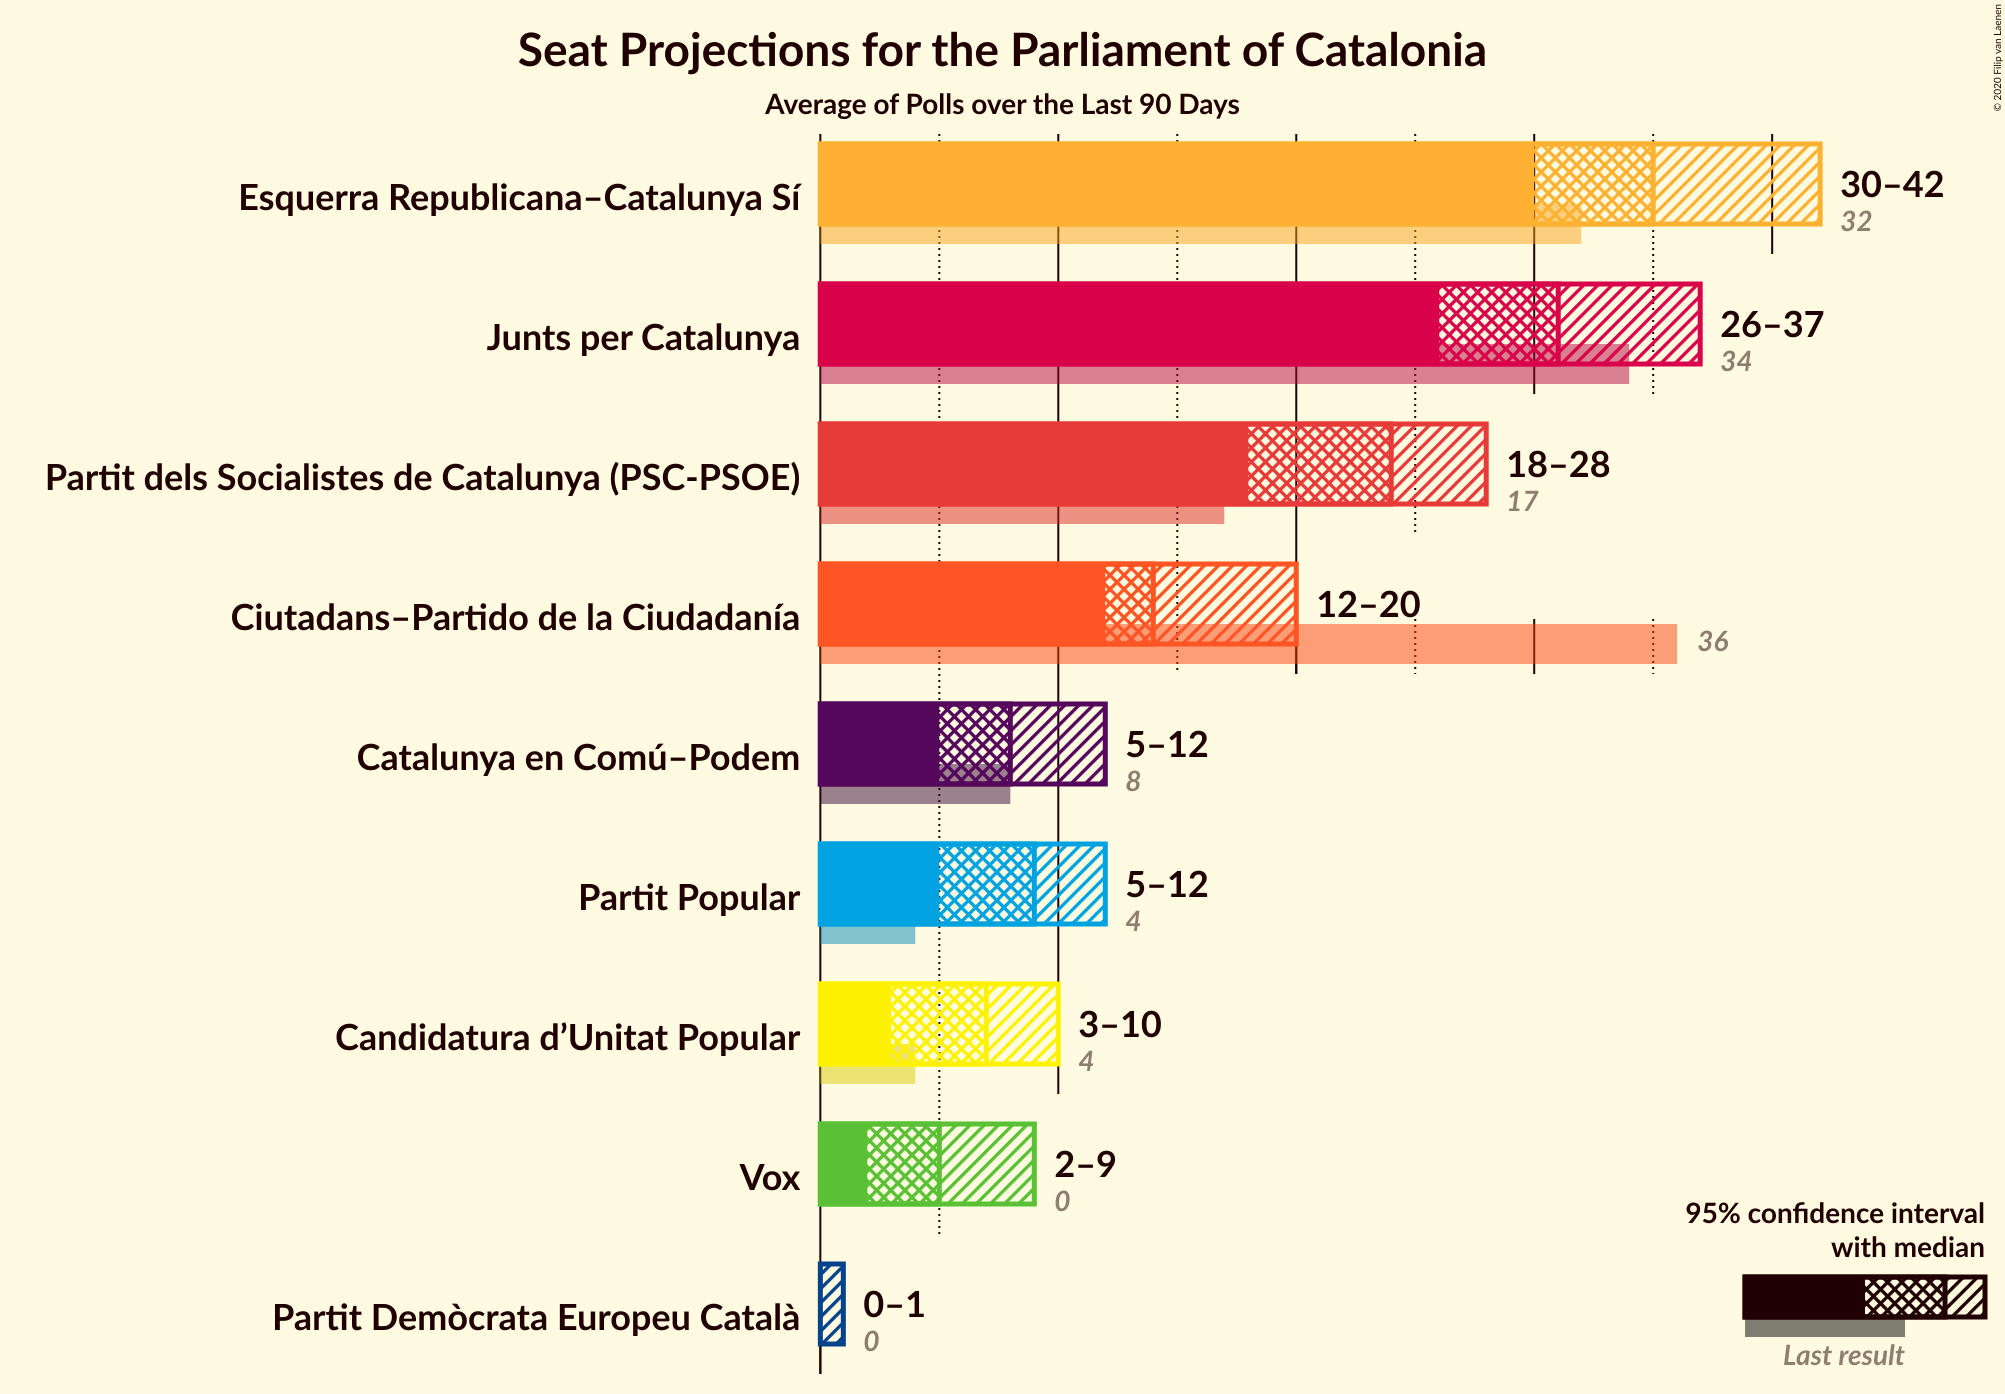 Seat Projections for the Parliament of Catalonia
Average of Polls over the Last 90 Days
© 2020 Filip van Laenen
Esquerra Republicana–Catalunya Sí
30–42
32
Junts per Catalunya
26–37
34
Partit dels Socialistes de Catalunya (PSC-PSOE)
18–28
17
Ciutadans–Partido de la Ciudadanía
12–20
36
Catalunya en Comú–Podem
5–12
8
Partit Popular
5–12
4
Candidatura d’Unitat Popular
3–10
4
Vox
2–9
0
Partit Demòcrata Europeu Català
0–1
0
95% confidence interval
with median
Last result